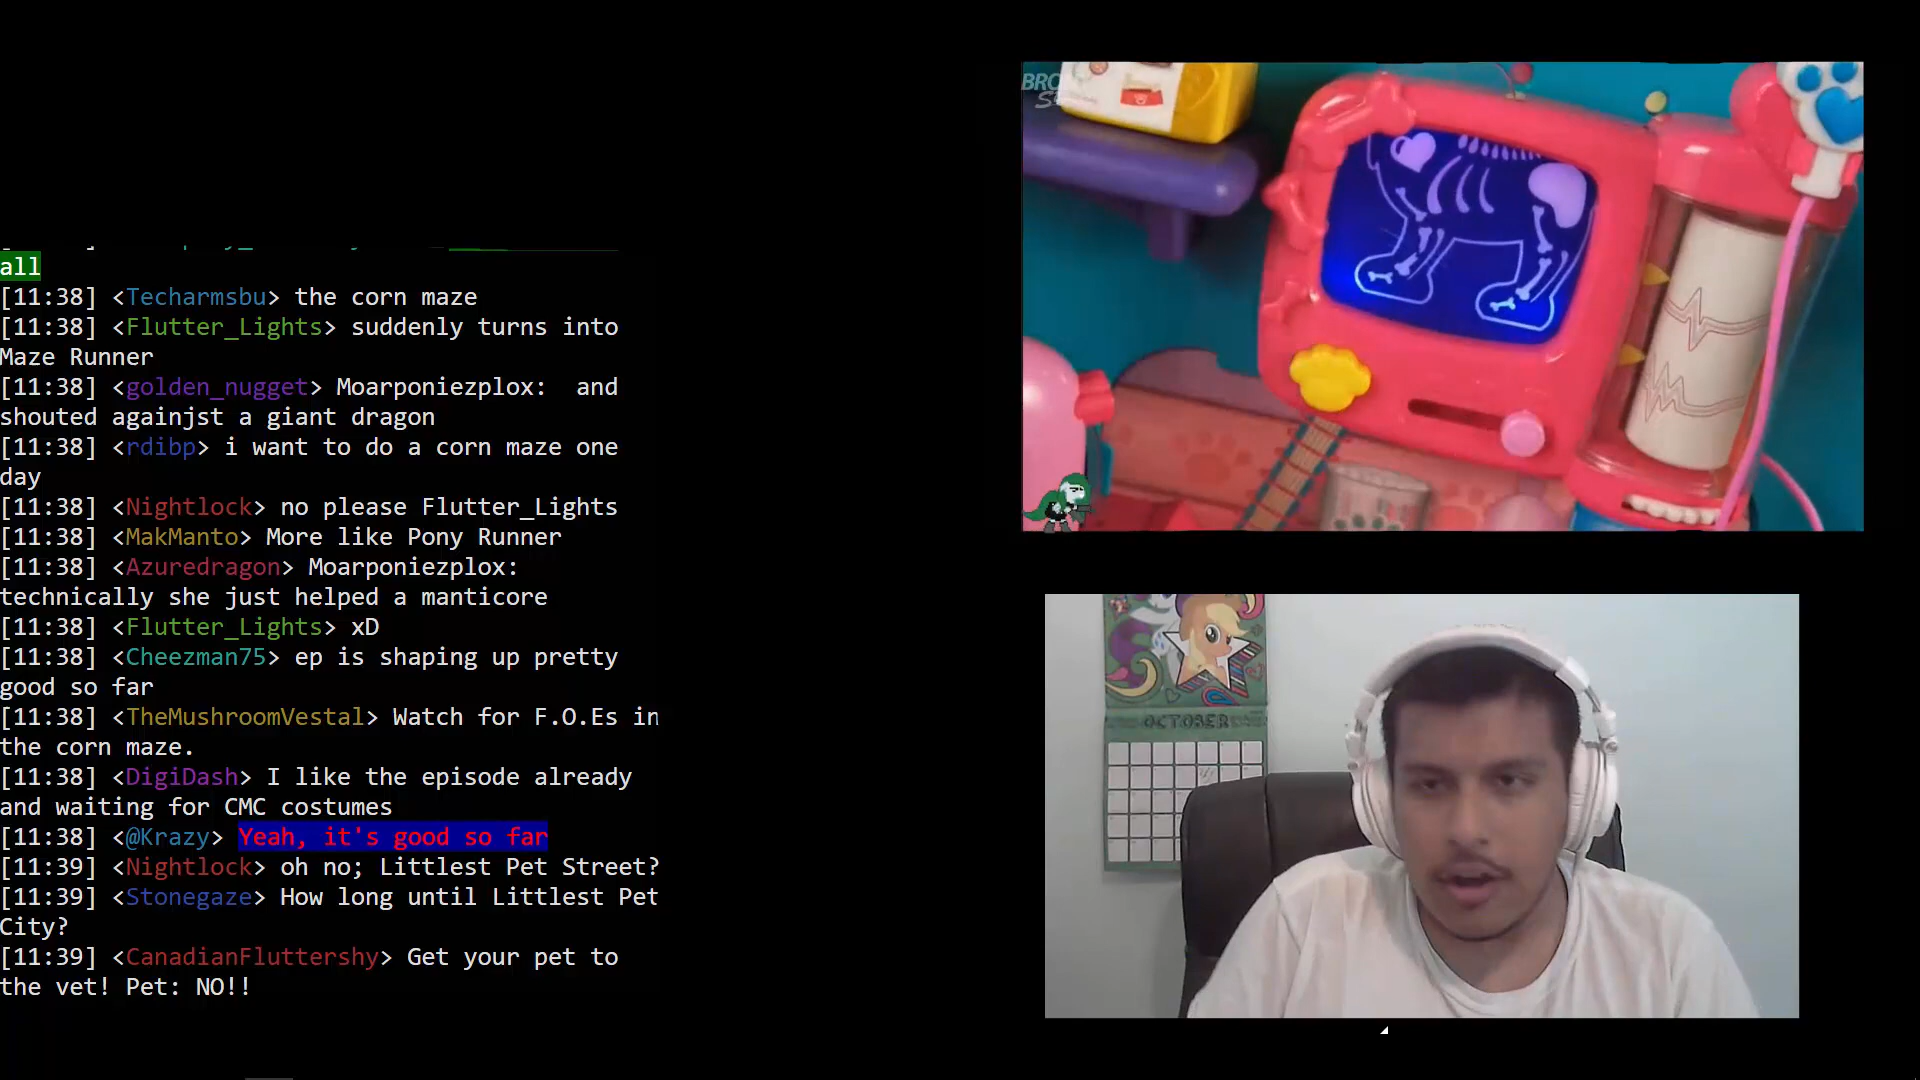 BRO
all
[11:38] <Techarmsbu> the corn maze
[11:38] <Flutter_Lights> suddenly turns into
Maze Runner
[11:38] <golden_nugget> Moarponiezplox:  and
shouted againjst a giant dragon
[11:38] <rdibp> i want to do a corn maze one
day
[11:38] <Nightlock> no please Flutter_Lights
[11:38] <MakManto> More like Pony Runner
[11:38] <Azuredragon> Moarponiezplox:
technically she just helped a manticore
[11:38] <Flutter_Lights> xD
[11:38] <Cheezman75> ep is shaping up pretty
good so far
[11:38] <TheMushroomVestal> Watch for F.O.Es in
the corn maze.
[11:38] <DigiDash> I like the episode already
and waiting for CMC costumes
[11:38] <@Krazy> Yeah, it's good so far
[11:39] <Nightlock> oh no; Littlest Pet Street?
[11:39] <Stonegaze> How long until Littlest Pet
City?
[11:39] <CanadianFluttershy> Get your pet to
the vet! Pet: NO!!
OCTOBER